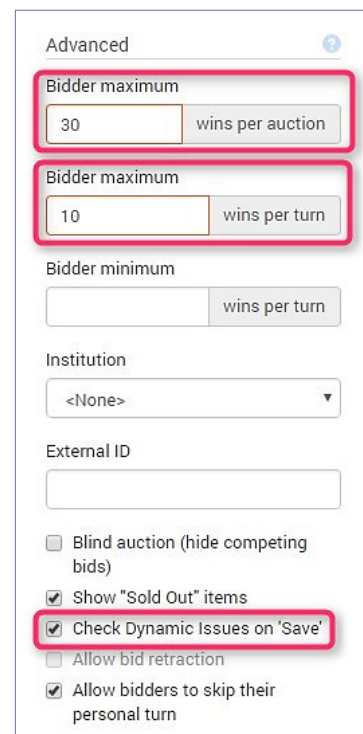 Advanced ?
Bidder maximum
30 wins per auction
Bidder maximum
10 wins per turn
Bidder minimum
wins per turn
Institution
<None>
External ID
Blind auction (hide competing
bids)
Show "Sold Out" items
Check Dynamic Issues on 'Save'
Allow bid retraction
Allow bidders to skip their
personal turn